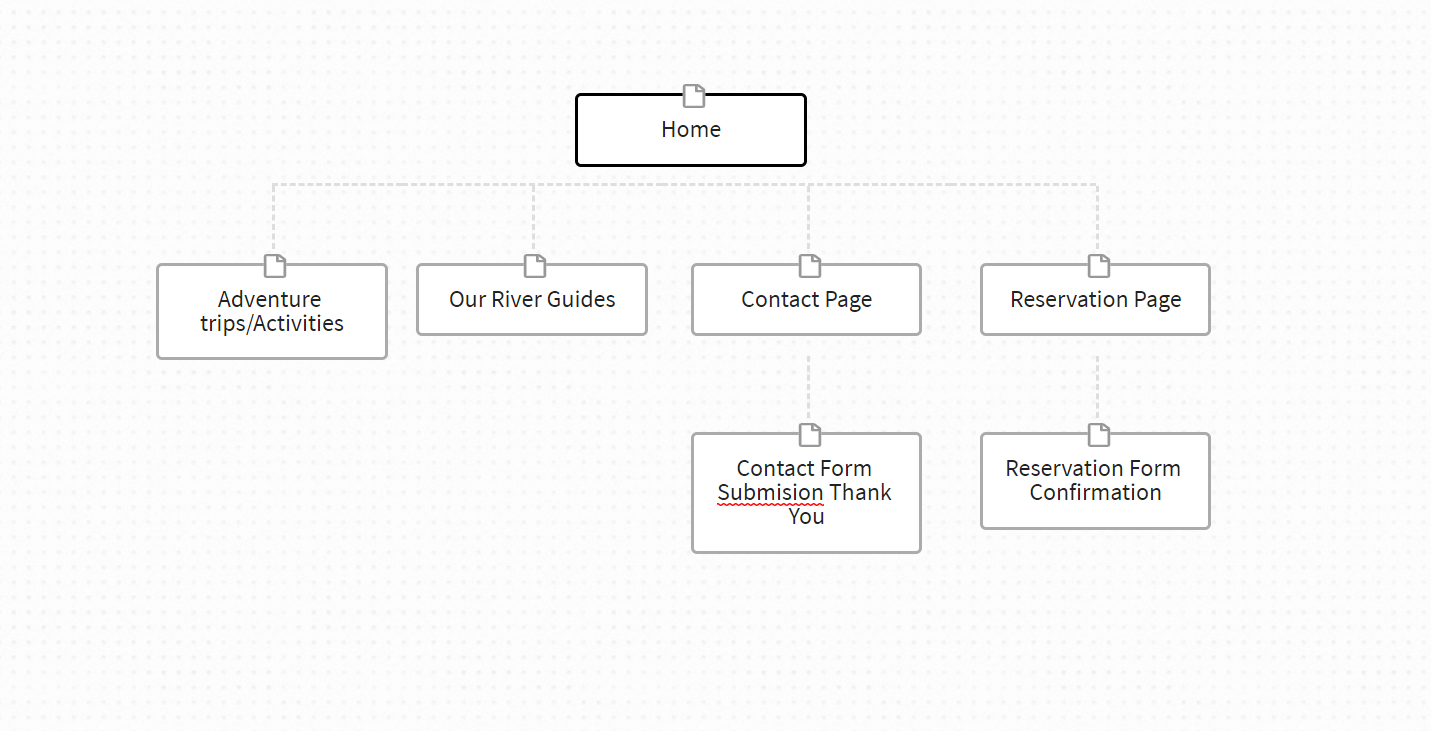 Home
Adventure
trips/Activities
Our River Guides
Contact Page
Reservation Page
Contact Form
Submision Thank
You
Reservation Form
Confirmation